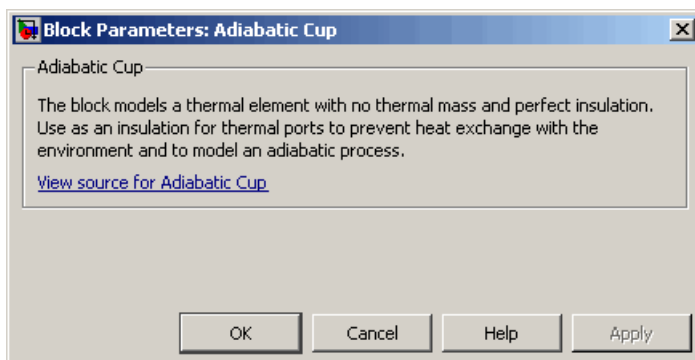 Block Parameters: Adiabatic Cup
Adiabatic Cup
The block models a thermal element with no thermal mass and perfect insulation.
Use as an insulation for thermal ports to prevent heat exchange with the
environment and to model an adiabatic process.
View source for Adiabatic Cup
OK Cancel Help Apply